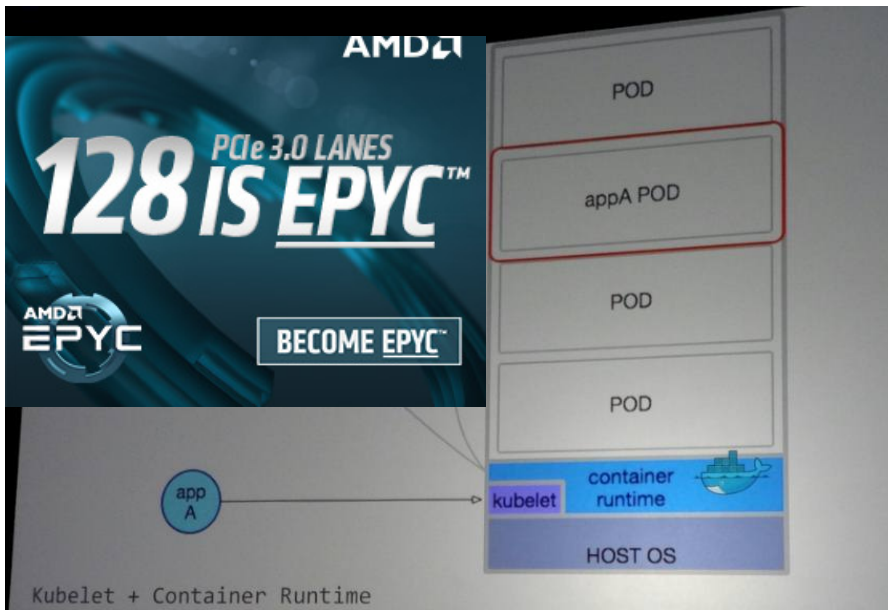 AMD
128 PCIe 3.0 LANES
IS EPYC™
AMD
EPYC
BECOME EPYC™
POD
appA POD
POD
POD
container
runtime
kubelet
HOST OS
app
A
Kubelet + Container Runtime